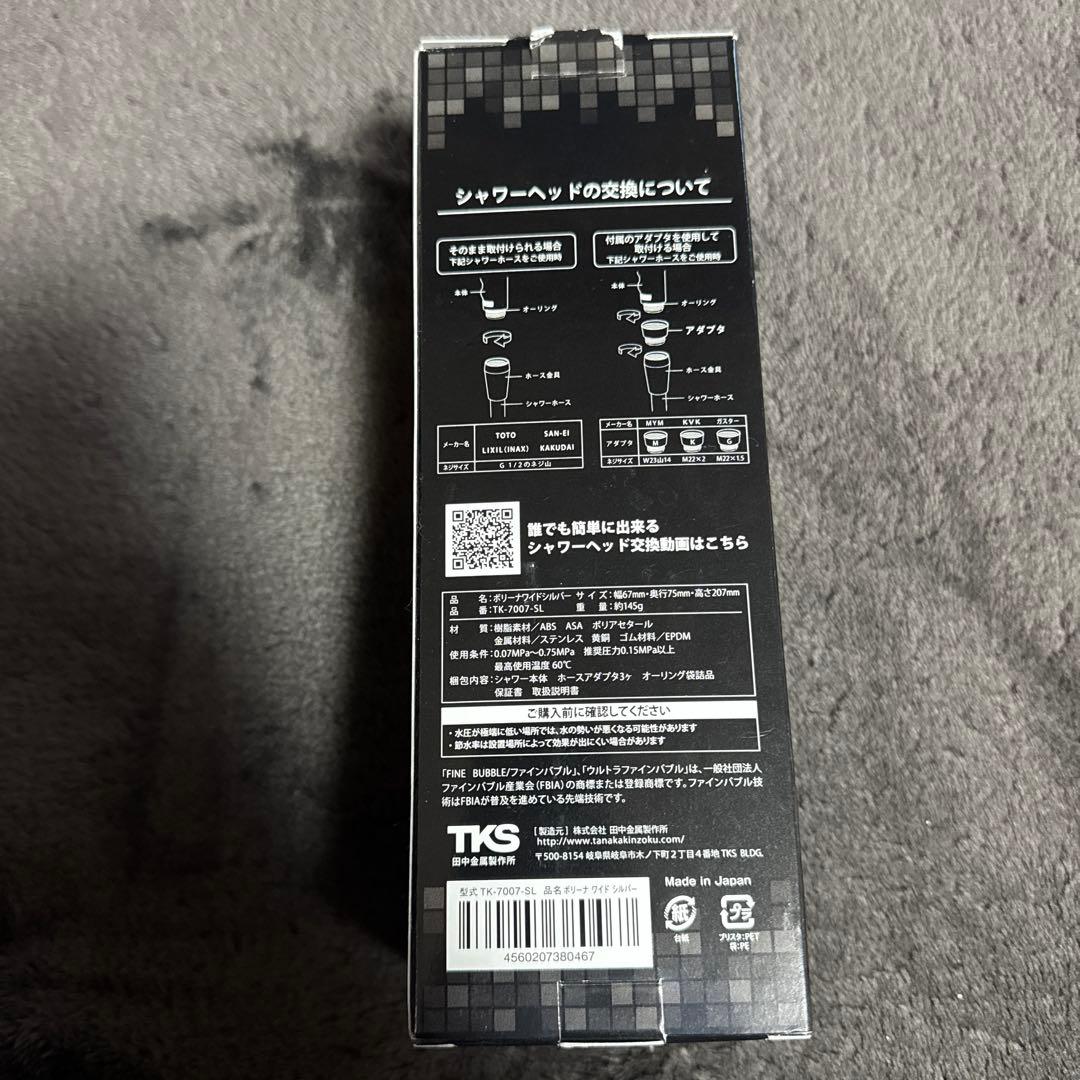 シャワーヘッドの交換について
そのまま取付けられる場合
下記シャワーホースをご使用時
本体
オーリング
ホース金具
シャワーホース
メーカー名 TOTO SAN-EI
LIXIL(INAX) KAKUDAI
ネジサイズ G 1/2のネジ山
付属のアダプタを使用して
取付ける場合
下記シャワーホースをご使用時
本体
オーリング
アダプタ
ホース金具
シャワーホース
メーカー名 MYM KVK ガスター
アダプタ M K G
ネジサイズ W23山14 M22×2 M22×1.5
誰でも簡単に出来る
シャワーヘッド交換動画はこちら
品 名:ボリーナワイドシルバー サイズ:幅67mm・奥行75mm・高さ207mm
品 番:TK-7007-SL 重 量:約145g
材 質:樹脂素材/ABS ASA ポリアセタール
金属材料/ステンレス 黄銅 ゴム材料/EPDM
使用条件:0.07MPa〜0.75MPa 推奨圧力0.15MPa以上
最高使用温度 60℃
梱包内容:シャワー本体 ホースアダプタ3ヶ オーリング袋詰品
保証書 取扱説明書
ご購入前に確認してください
・水圧が極端に低い場所では、水の勢いが悪くなる可能性があります
・節水率は設置場所によって効果が出にくい場合があります
「FINE BUBBLE/ファインバブル」、「ウルトラファインバブル」は、一般社団法人
ファインバブル産業会(FBIA)の商標または登録商標です。ファインバブル技
術はFBIAが普及を進めている先端技術です。
TKS
田中金属製作所
[製造元] 株式会社 田中金属製作所
http://www.tanakakinzoku.com/
〒500-8154 岐阜県岐阜市木ノ下町2丁目4番地 TKS BLDG.
型式 TK-7007-SL 品名 ボリーナ ワイド シルバー
4560207380467
Made in Japan
紙
台紙
プラ
ブリスタ:PET
袋:PE